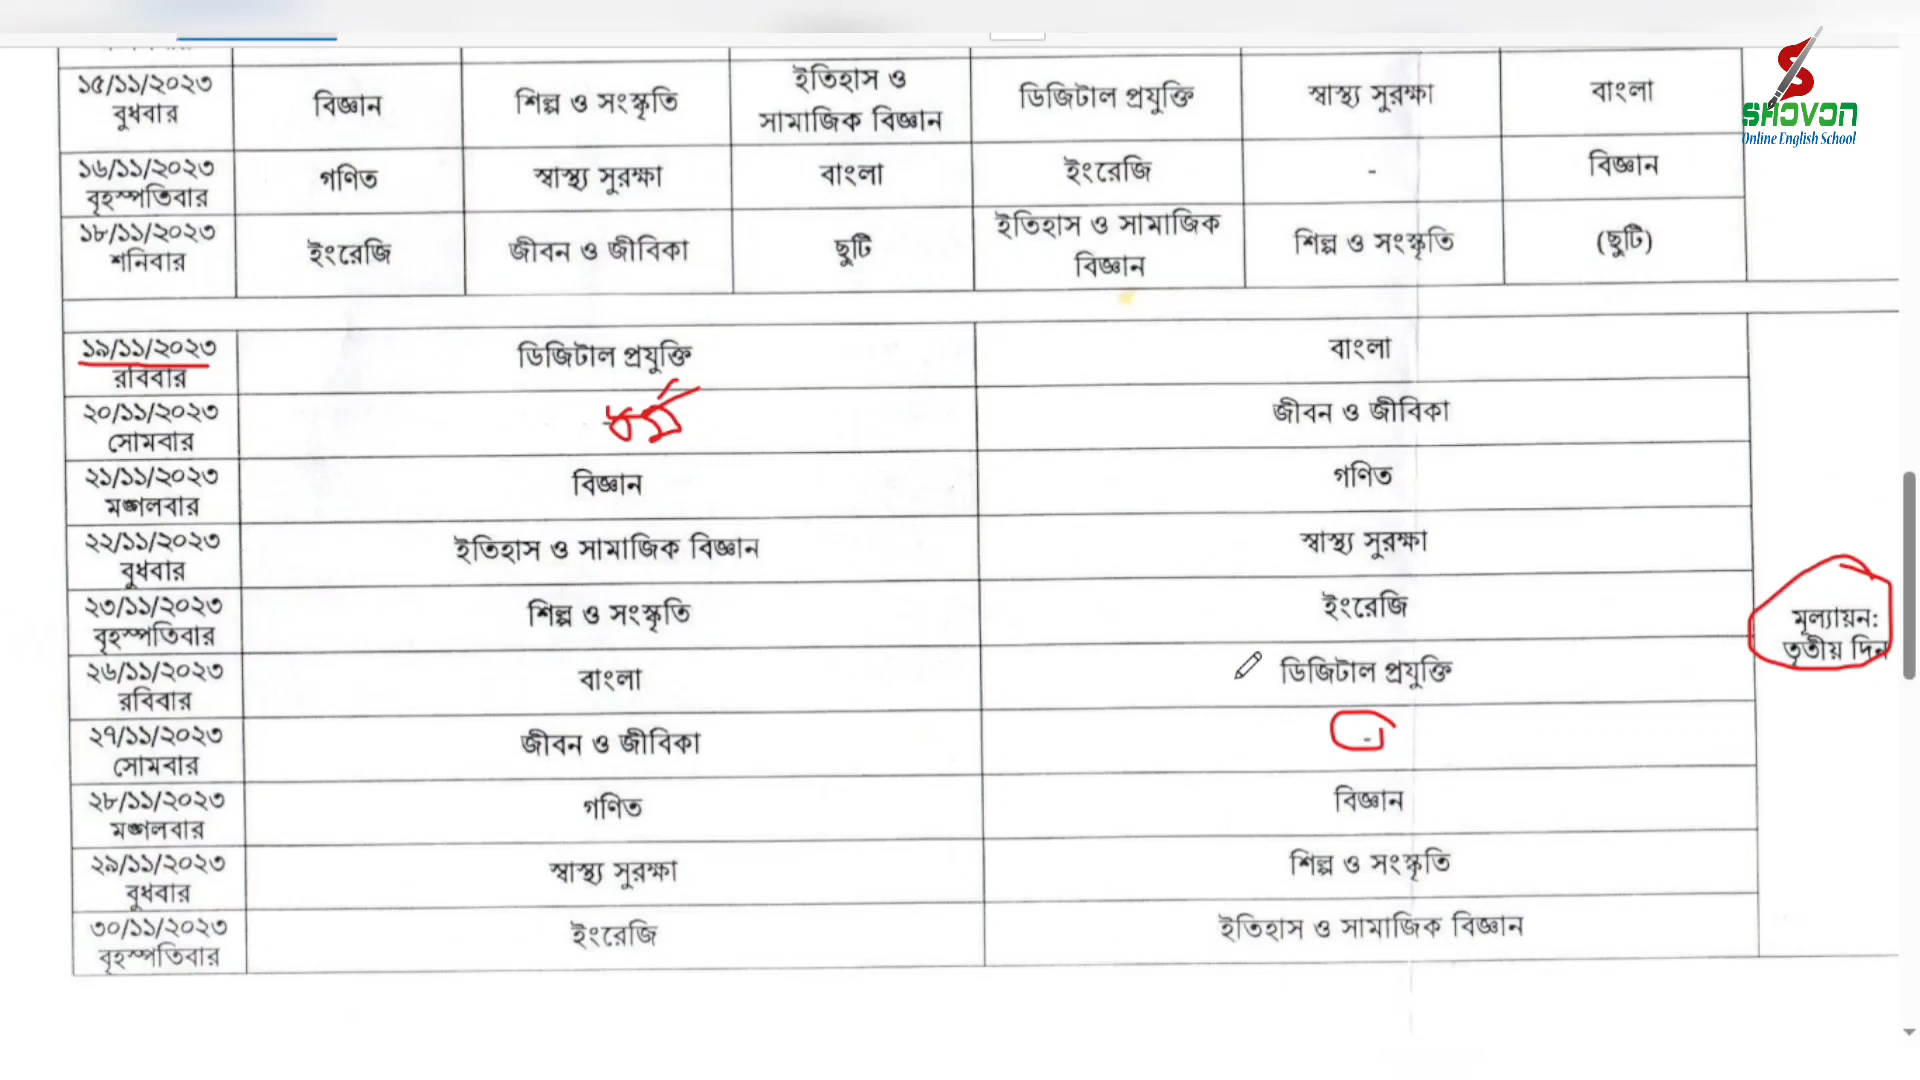 ১৫/১১/২০২৩
বুধবার
বিজ্ঞান
শিল্প ও সংস্কৃতি
ইতিহাস ও
সামাজিক বিজ্ঞান
ডিজিটাল প্রযুক্তি
স্বাস্থ্য সুরক্ষা
বাংলা
SHOVON
Online English School
১৬/১১/২০২৩
বৃহস্পতিবার
গণিত
স্বাস্থ্য সুরক্ষা
বাংলা
ইংরেজি
-
বিজ্ঞান
১৮/১১/২০২৩
শনিবার
ইংরেজি
জীবন ও জীবিকা
ছুটি
ইতিহাস ও সামাজিক
বিজ্ঞান
শিল্প ও সংস্কৃতি
(ছুটি)
১৯/১১/২০২৩
রবিবার
ডিজিটাল প্রযুক্তি
বাংলা
২০/১১/২০২৩
সোমবার
ধর্ম
জীবন ও জীবিকা
২১/১১/২০২৩
মঙ্গলবার
বিজ্ঞান
গণিত
২২/১১/২০২৩
বুধবার
ইতিহাস ও সামাজিক বিজ্ঞান
স্বাস্থ্য সুরক্ষা
২৩/১১/২০২৩
বৃহস্পতিবার
শিল্প ও সংস্কৃতি
ইংরেজি
মূল্যায়ন:
তৃতীয় দিন
২৬/১১/২০২৩
রবিবার
বাংলা
ডিজিটাল প্রযুক্তি
২৭/১১/২০২৩
সোমবার
জীবন ও জীবিকা
-
২৮/১১/২০২৩
মঙ্গলবার
গণিত
বিজ্ঞান
২৯/১১/২০২৩
বুধবার
স্বাস্থ্য সুরক্ষা
শিল্প ও সংস্কৃতি
৩০/১১/২০২৩
বৃহস্পতিবার
ইংরেজি
ইতিহাস ও সামাজিক বিজ্ঞান